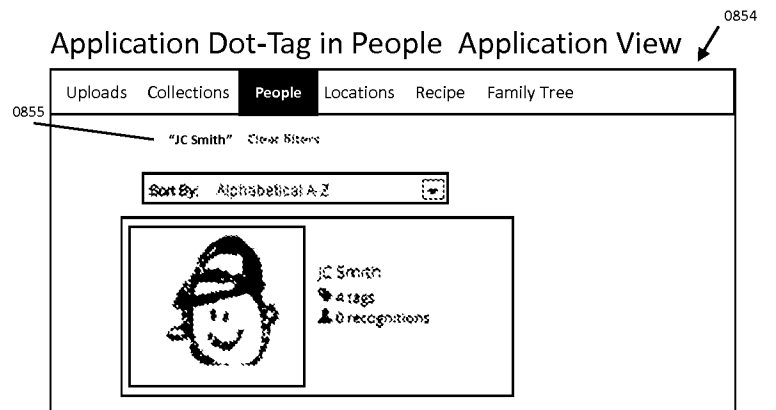 0854
Application Dot-Tag in People Application View
Uploads Collections People Locations Recipe Family Tree
0855
"JC Smith" Clear filters
Sort By: Alphabetical A-Z
JC Smith
4 tags
0 recognitions